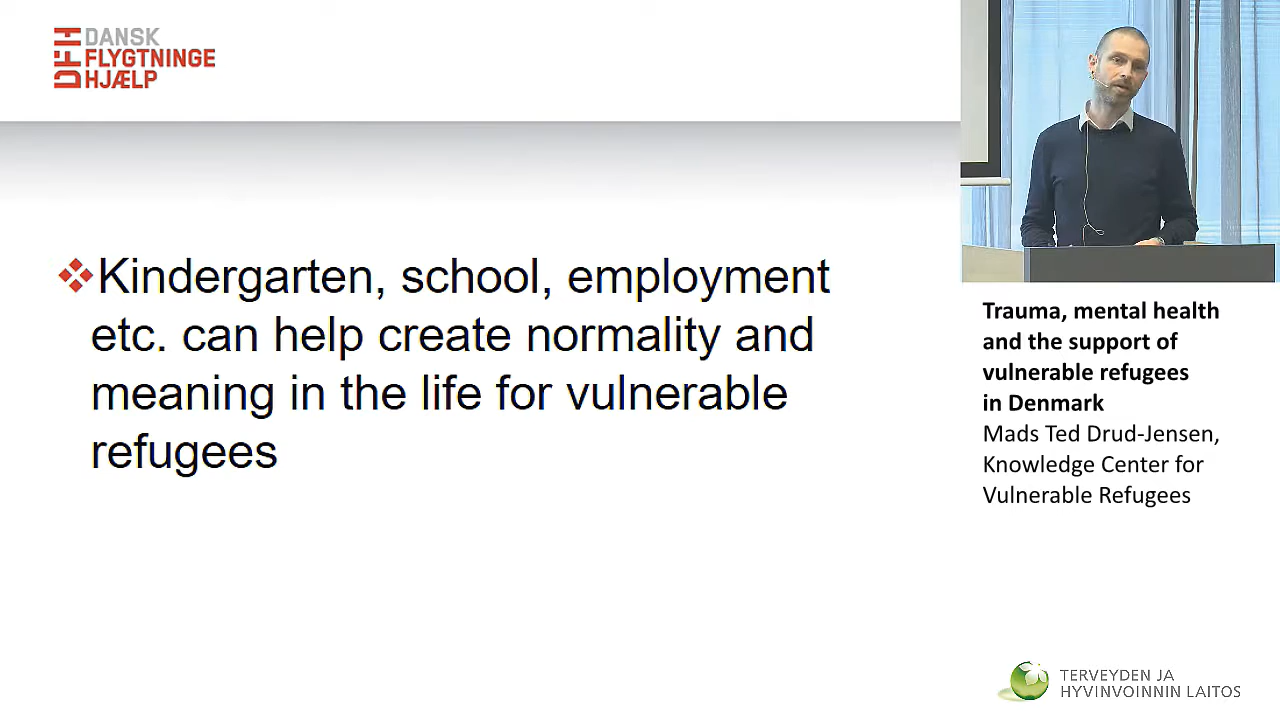 DFH DANSK
FLYGTNINGE
HJÆLP
Kindergarten, school, employment
etc. can help create normality and
meaning in the life for vulnerable
refugees
Trauma, mental health
and the support of
vulnerable refugees
in Denmark
Mads Ted Drud-Jensen,
Knowledge Center for
Vulnerable Refugees
TERVEYDEN JA
HYVINVOINNIN LAITOS